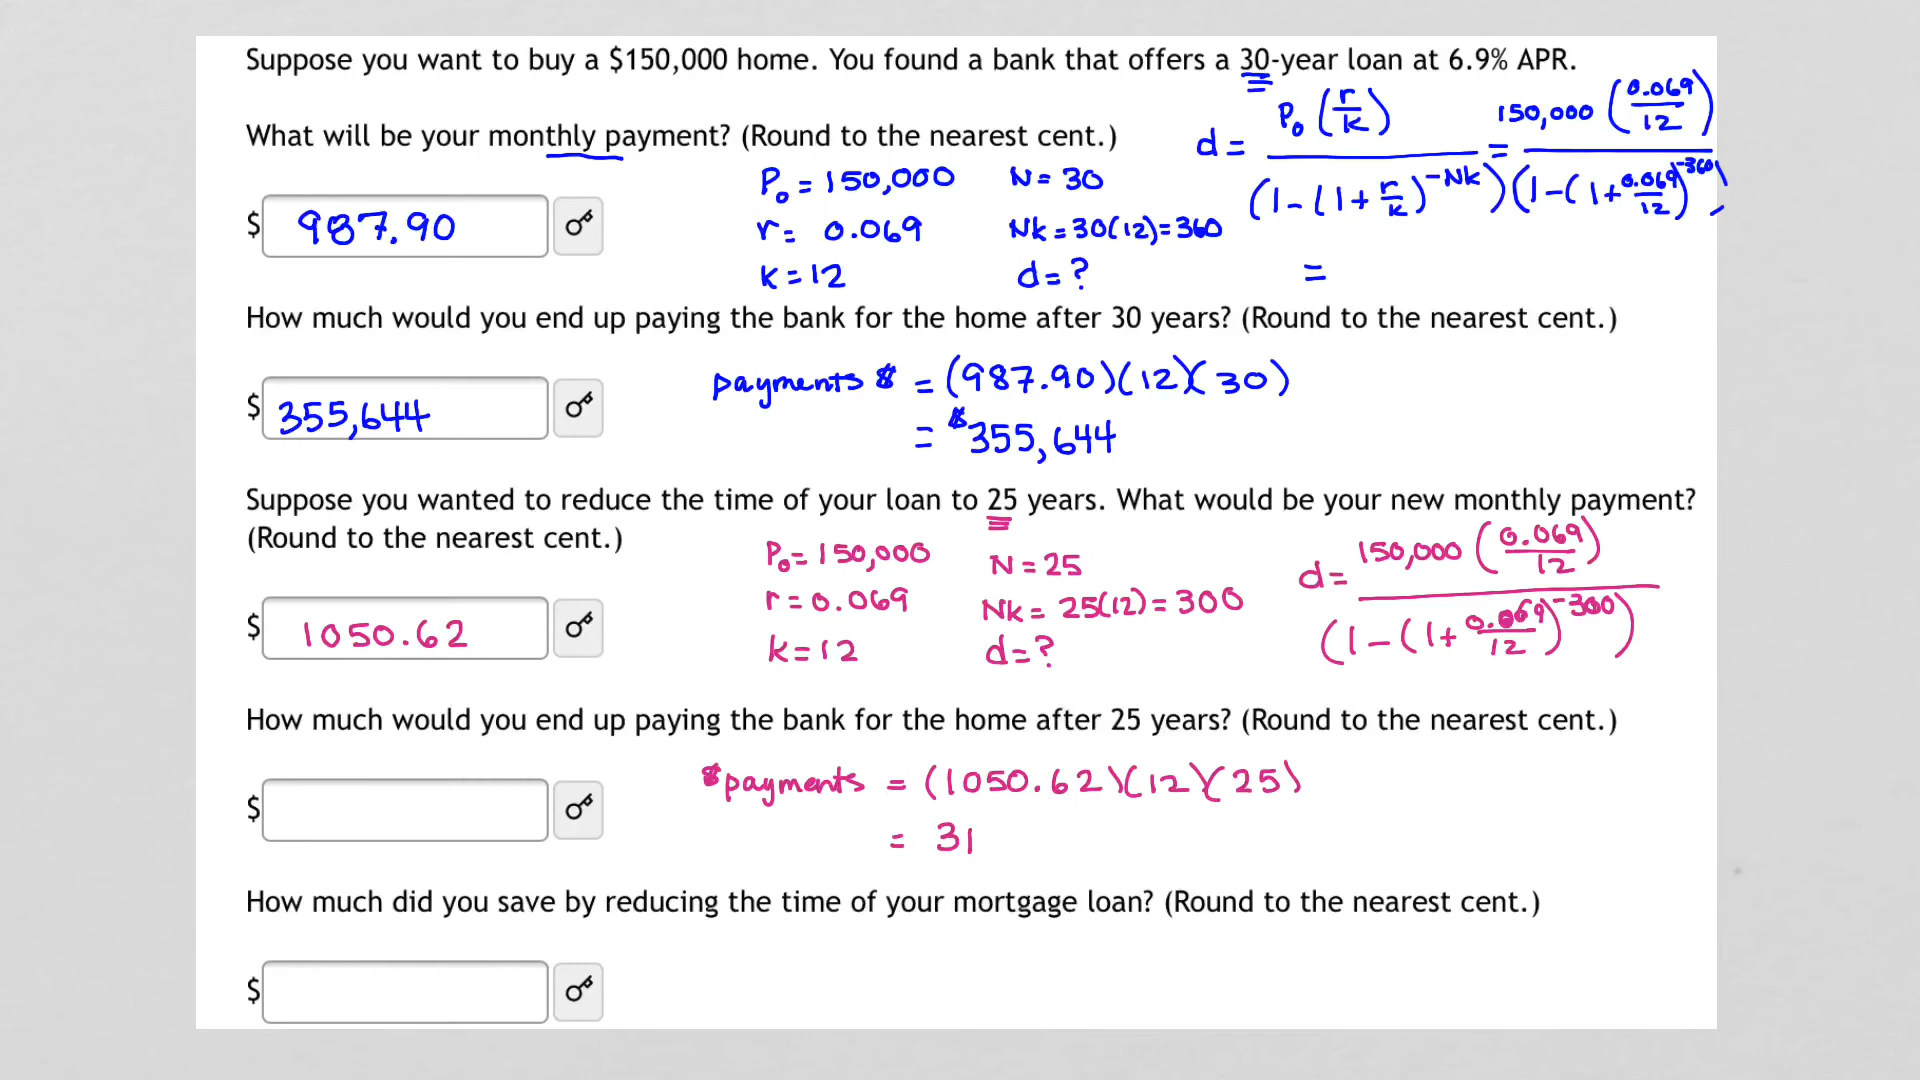 Suppose you want to buy a $150,000 home. You found a bank that offers a 30-year loan at 6.9% APR.
What will be your monthly payment? (Round to the nearest cent.)
d = P₀ (r/k) / (1-(1+r/k)^-Nk) = 150,000 (0.069/12) / (1-(1+0.069/12)^-360)
P₀ = 150,000 N = 30
$ 987.90
r = 0.069 Nk = 30(12) = 360
k = 12 d = ?
=
How much would you end up paying the bank for the home after 30 years? (Round to the nearest cent.)
payments $ = (987.90)(12)(30)
$ 355,644
= $355,644
Suppose you wanted to reduce the time of your loan to 25 years. What would be your new monthly payment?
(Round to the nearest cent.)
P₀ = 150,000 N = 25
d = 150,000 (0.069/12) / (1-(1+0.069/12)^-300)
r = 0.069 Nk = 25(12) = 300
$ 1050.62
k = 12 d = ?
How much would you end up paying the bank for the home after 25 years? (Round to the nearest cent.)
$ payments = (1050.62)(12)(25)
$
= 31
How much did you save by reducing the time of your mortgage loan? (Round to the nearest cent.)
$